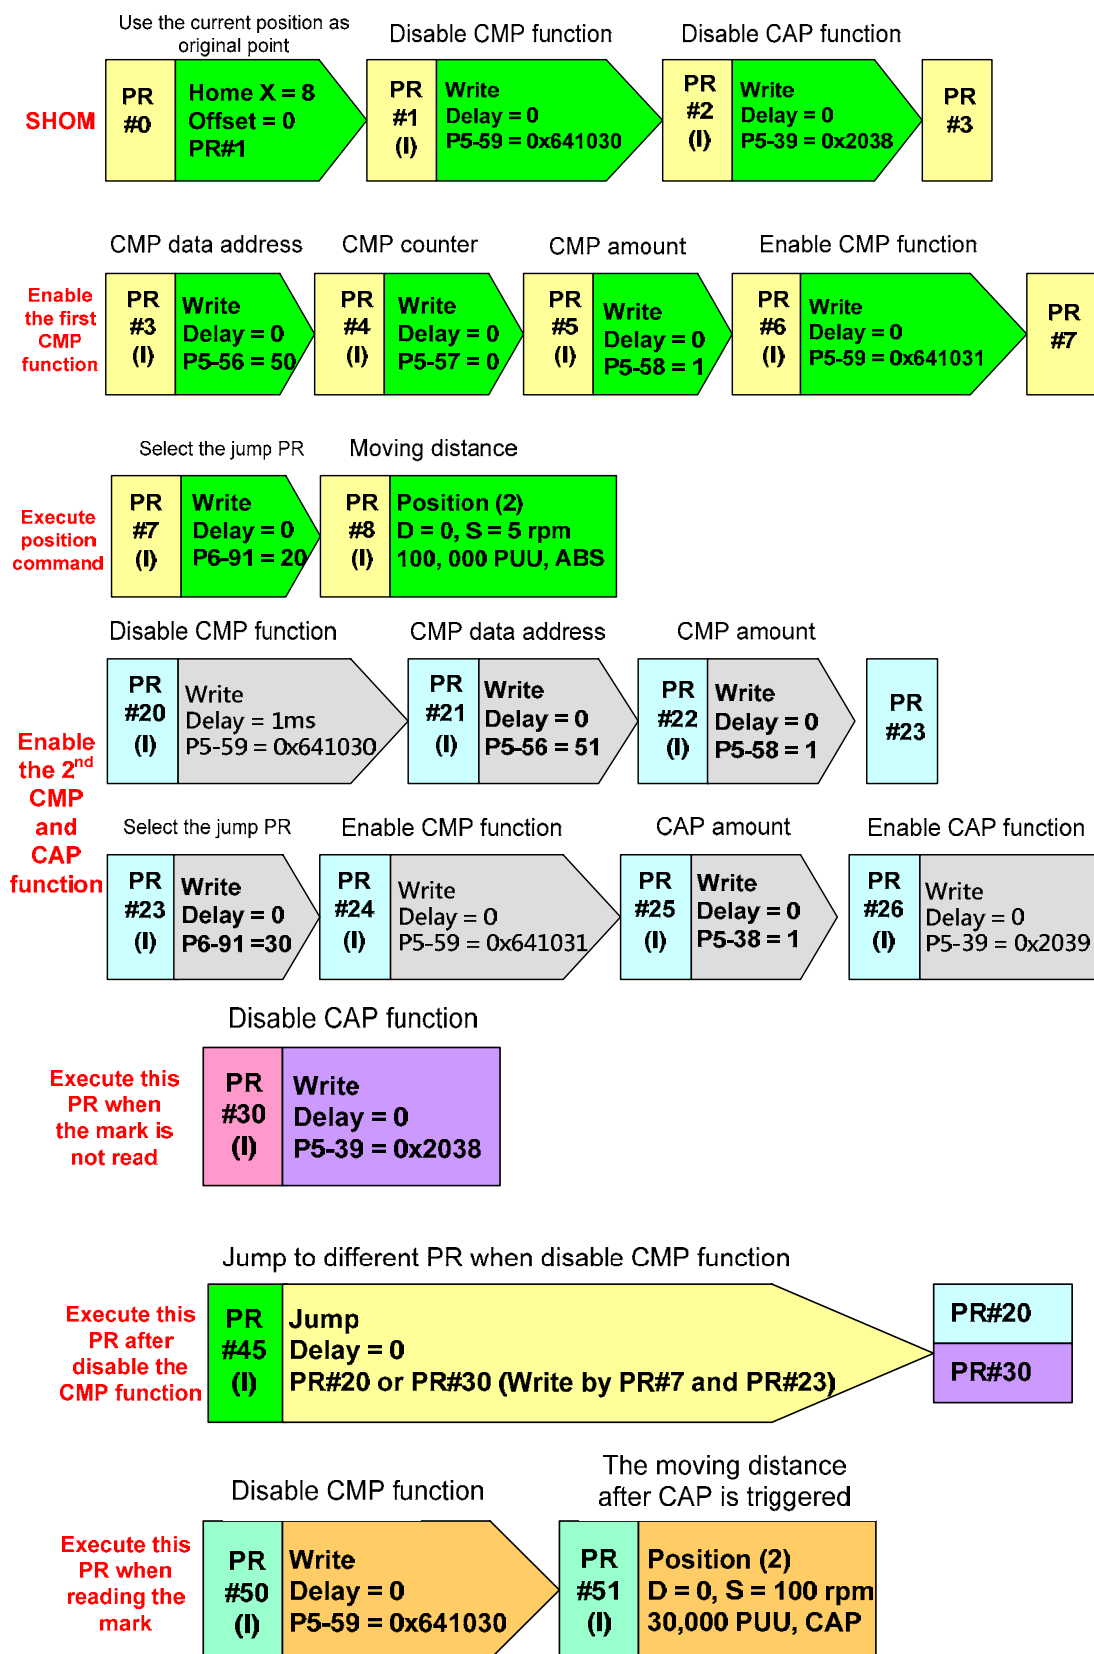 Use the current position as
original point
Disable CMP function
Disable CAP function
SHOM
PR
#0
Home X = 8
Offset = 0
PR#1
PR
#1
(I)
Write
Delay = 0
P5-59 = 0x641030
PR
#2
(I)
Write
Delay = 0
P5-39 = 0x2038
PR
#3
CMP data address
CMP counter
CMP amount
Enable CMP function
Enable
the first
CMP
function
PR
#3
(I)
Write
Delay = 0
P5-56 = 50
PR
#4
(I)
Write
Delay = 0
P5-57 = 0
PR
#5
(I)
Write
Delay = 0
P5-58 = 1
PR
#6
(I)
Write
Delay = 0
P5-59 = 0x641031
PR
#7
Select the jump PR
Moving distance
Execute
position
command
PR
#7
(I)
Write
Delay = 0
P6-91 = 20
PR
#8
(I)
Position (2)
D = 0, S = 5 rpm
100, 000 PUU, ABS
Disable CMP function
CMP data address
CMP amount
Enable
the 2nd
CMP
and
CAP
function
PR
#20
(I)
Write
Delay = 1ms
P5-59 = 0x641030
PR
#21
(I)
Write
Delay = 0
P5-56 = 51
PR
#22
(I)
Write
Delay = 0
P5-58 = 1
PR
#23
Select the jump PR
Enable CMP function
CAP amount
Enable CAP function
PR
#23
(I)
Write
Delay = 0
P6-91 =30
PR
#24
(I)
Write
Delay = 0
P5-59 = 0x641031
PR
#25
(I)
Write
Delay = 0
P5-38 = 1
PR
#26
(I)
Write
Delay = 0
P5-39 = 0x2039
Disable CAP function
Execute this
PR when
the mark is
not read
PR
#30
(I)
Write
Delay = 0
P5-39 = 0x2038
Jump to different PR when disable CMP function
Execute this
PR after
disable the
CMP function
PR
#45
(I)
Jump
Delay = 0
PR#20 or PR#30 (Write by PR#7 and PR#23)
PR#20
PR#30
Disable CMP function
The moving distance
after CAP is triggered
Execute this
PR when
reading the
mark
PR
#50
(I)
Write
Delay = 0
P5-59 = 0x641030
PR
#51
(I)
Position (2)
D = 0, S = 100 rpm
30,000 PUU, CAP